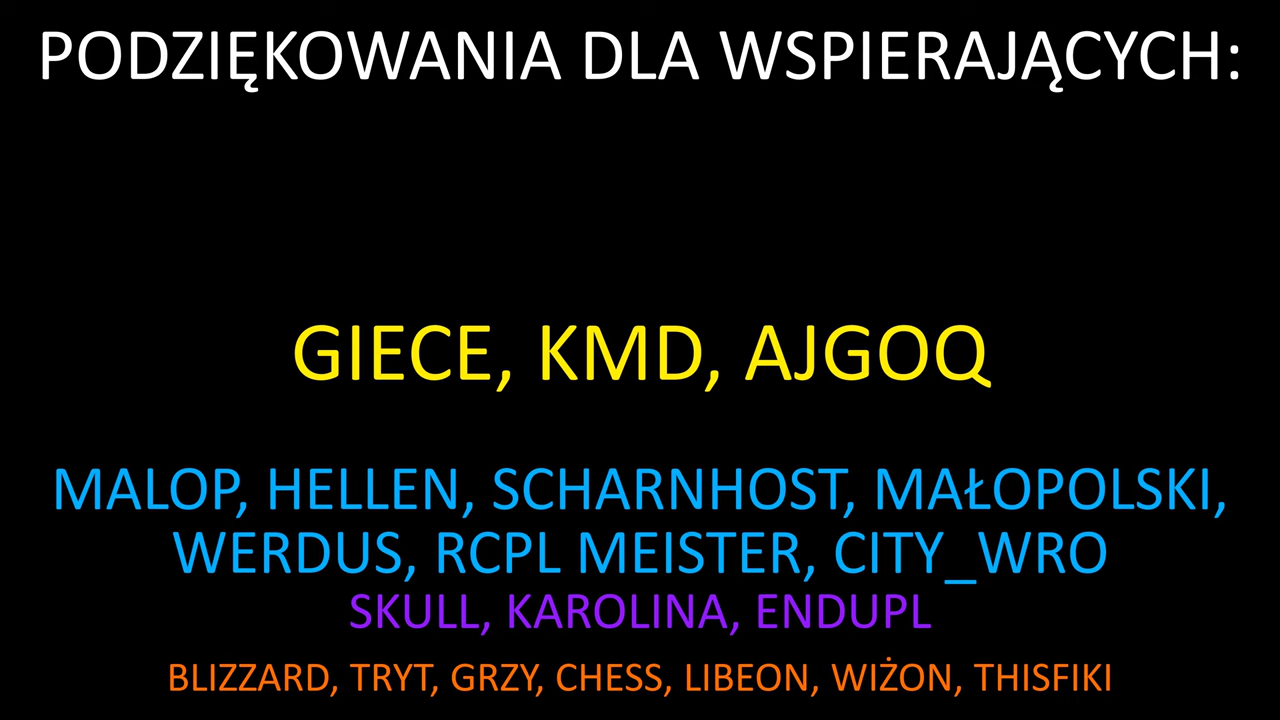 PODZIĘKOWANIA DLA WSPIERAJĄCYCH:
GIECE, KMD, AJGOQ
MALOP, HELLEN, SCHARNHOST, MAŁOPOLSKI,
WERDUS, RCPL MEISTER, CITY_WRO
SKULL, KAROLINA, ENDUPL
BLIZZARD, TRYT, GRZY, CHESS, LIBEON, WIŻON, THISFIKI